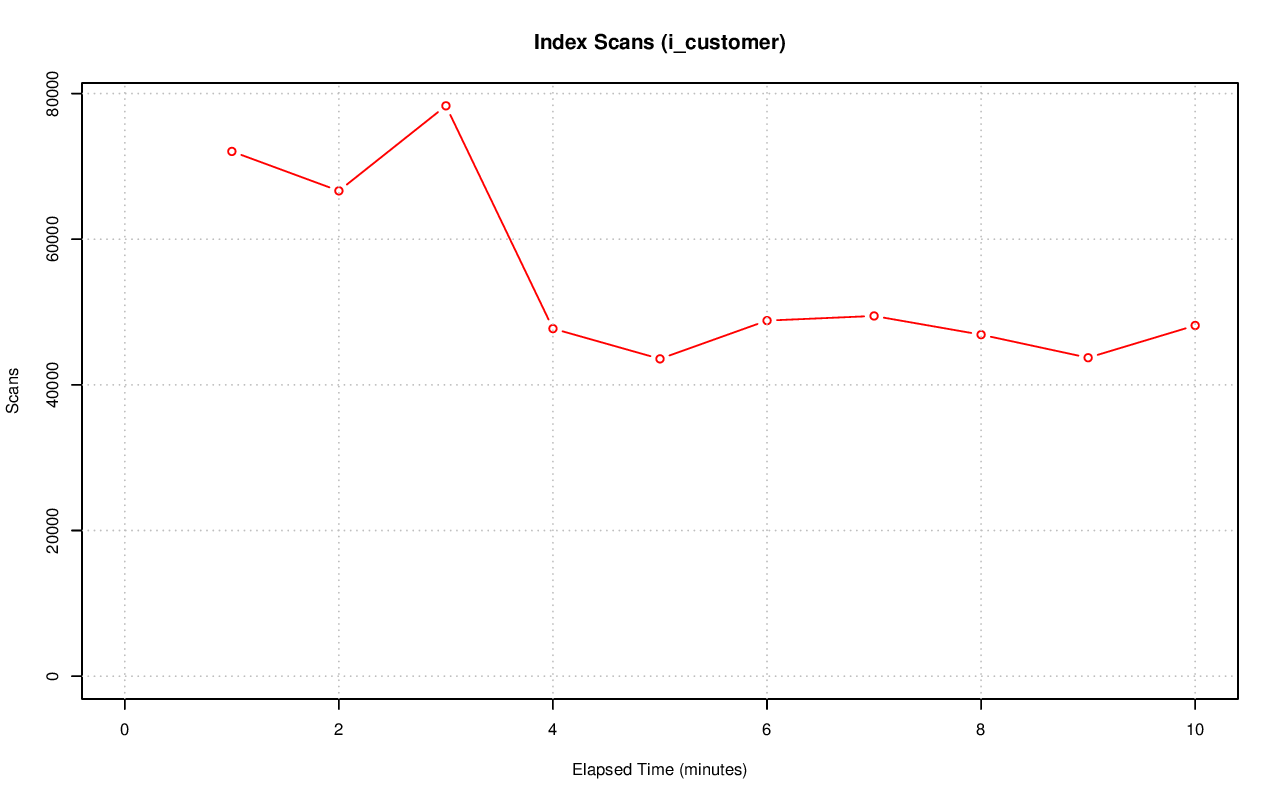 Index Scans (i_customer)
80000
60000
40000
20000
0
Scans
0 2 4 6 8 10
Elapsed Time (minutes)